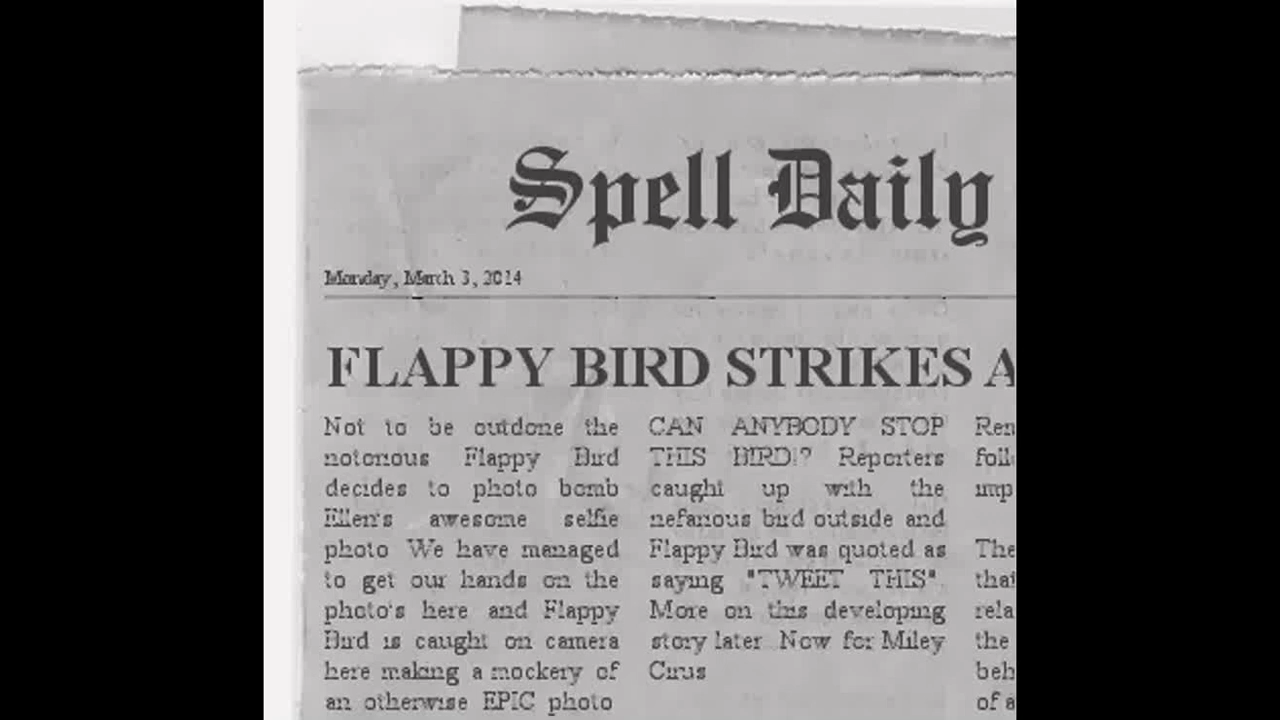 Spell Daily
Monday, March 3, 2014
FLAPPY BIRD STRIKES A
Not to be outdone the
notorious Flappy Bird
decides to photo bomb
Ellen's awesome selfie
photo. We have managed
to get our hands on the
photo's here and Flappy
Bird is caught on camera
here making a mockery of
an otherwise EPIC photo
CAN ANYBODY STOP
THIS BIRD!? Reporters
caught up with the
nefarious bird outside and
Flappy Bird was quoted as
saying "TWEET THIS".
More on this developing
story later. Now for Miley
Cirus
The
the